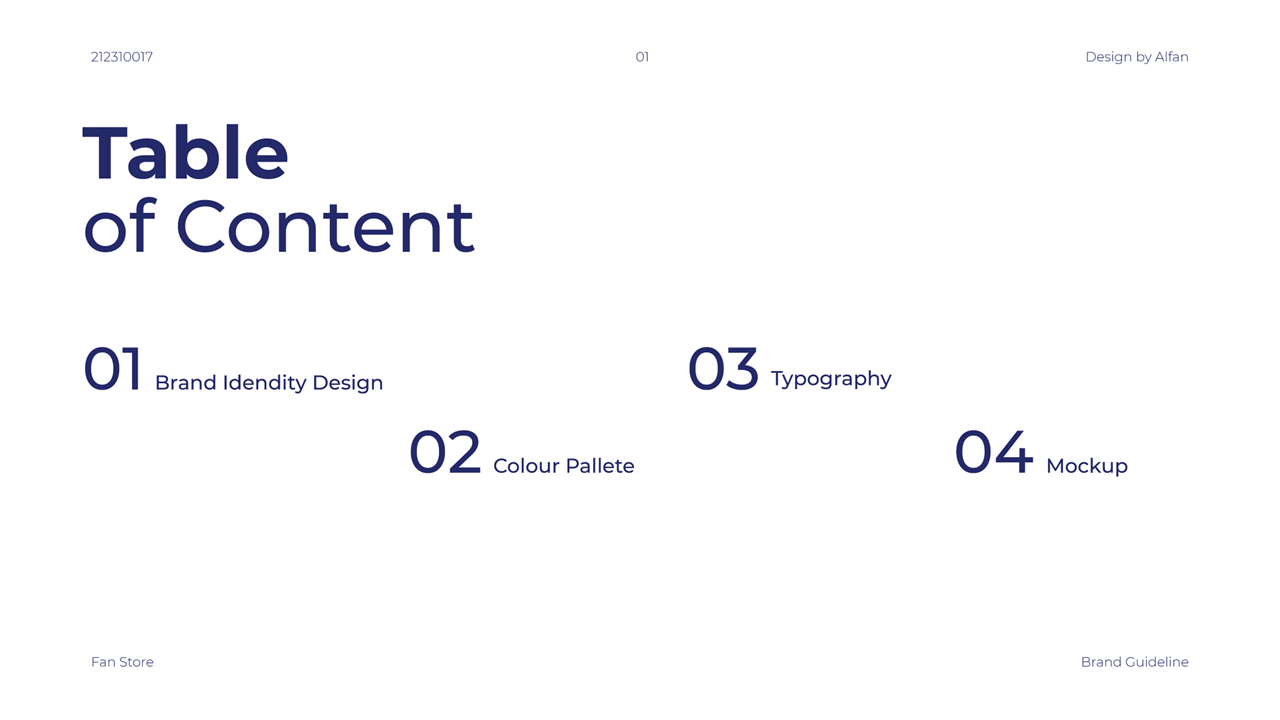 212310017
01
Design by Alfan
Table
of Content
01 Brand Idendity Design
02 Colour Pallete
03 Typography
04 Mockup
Fan Store
Brand Guideline